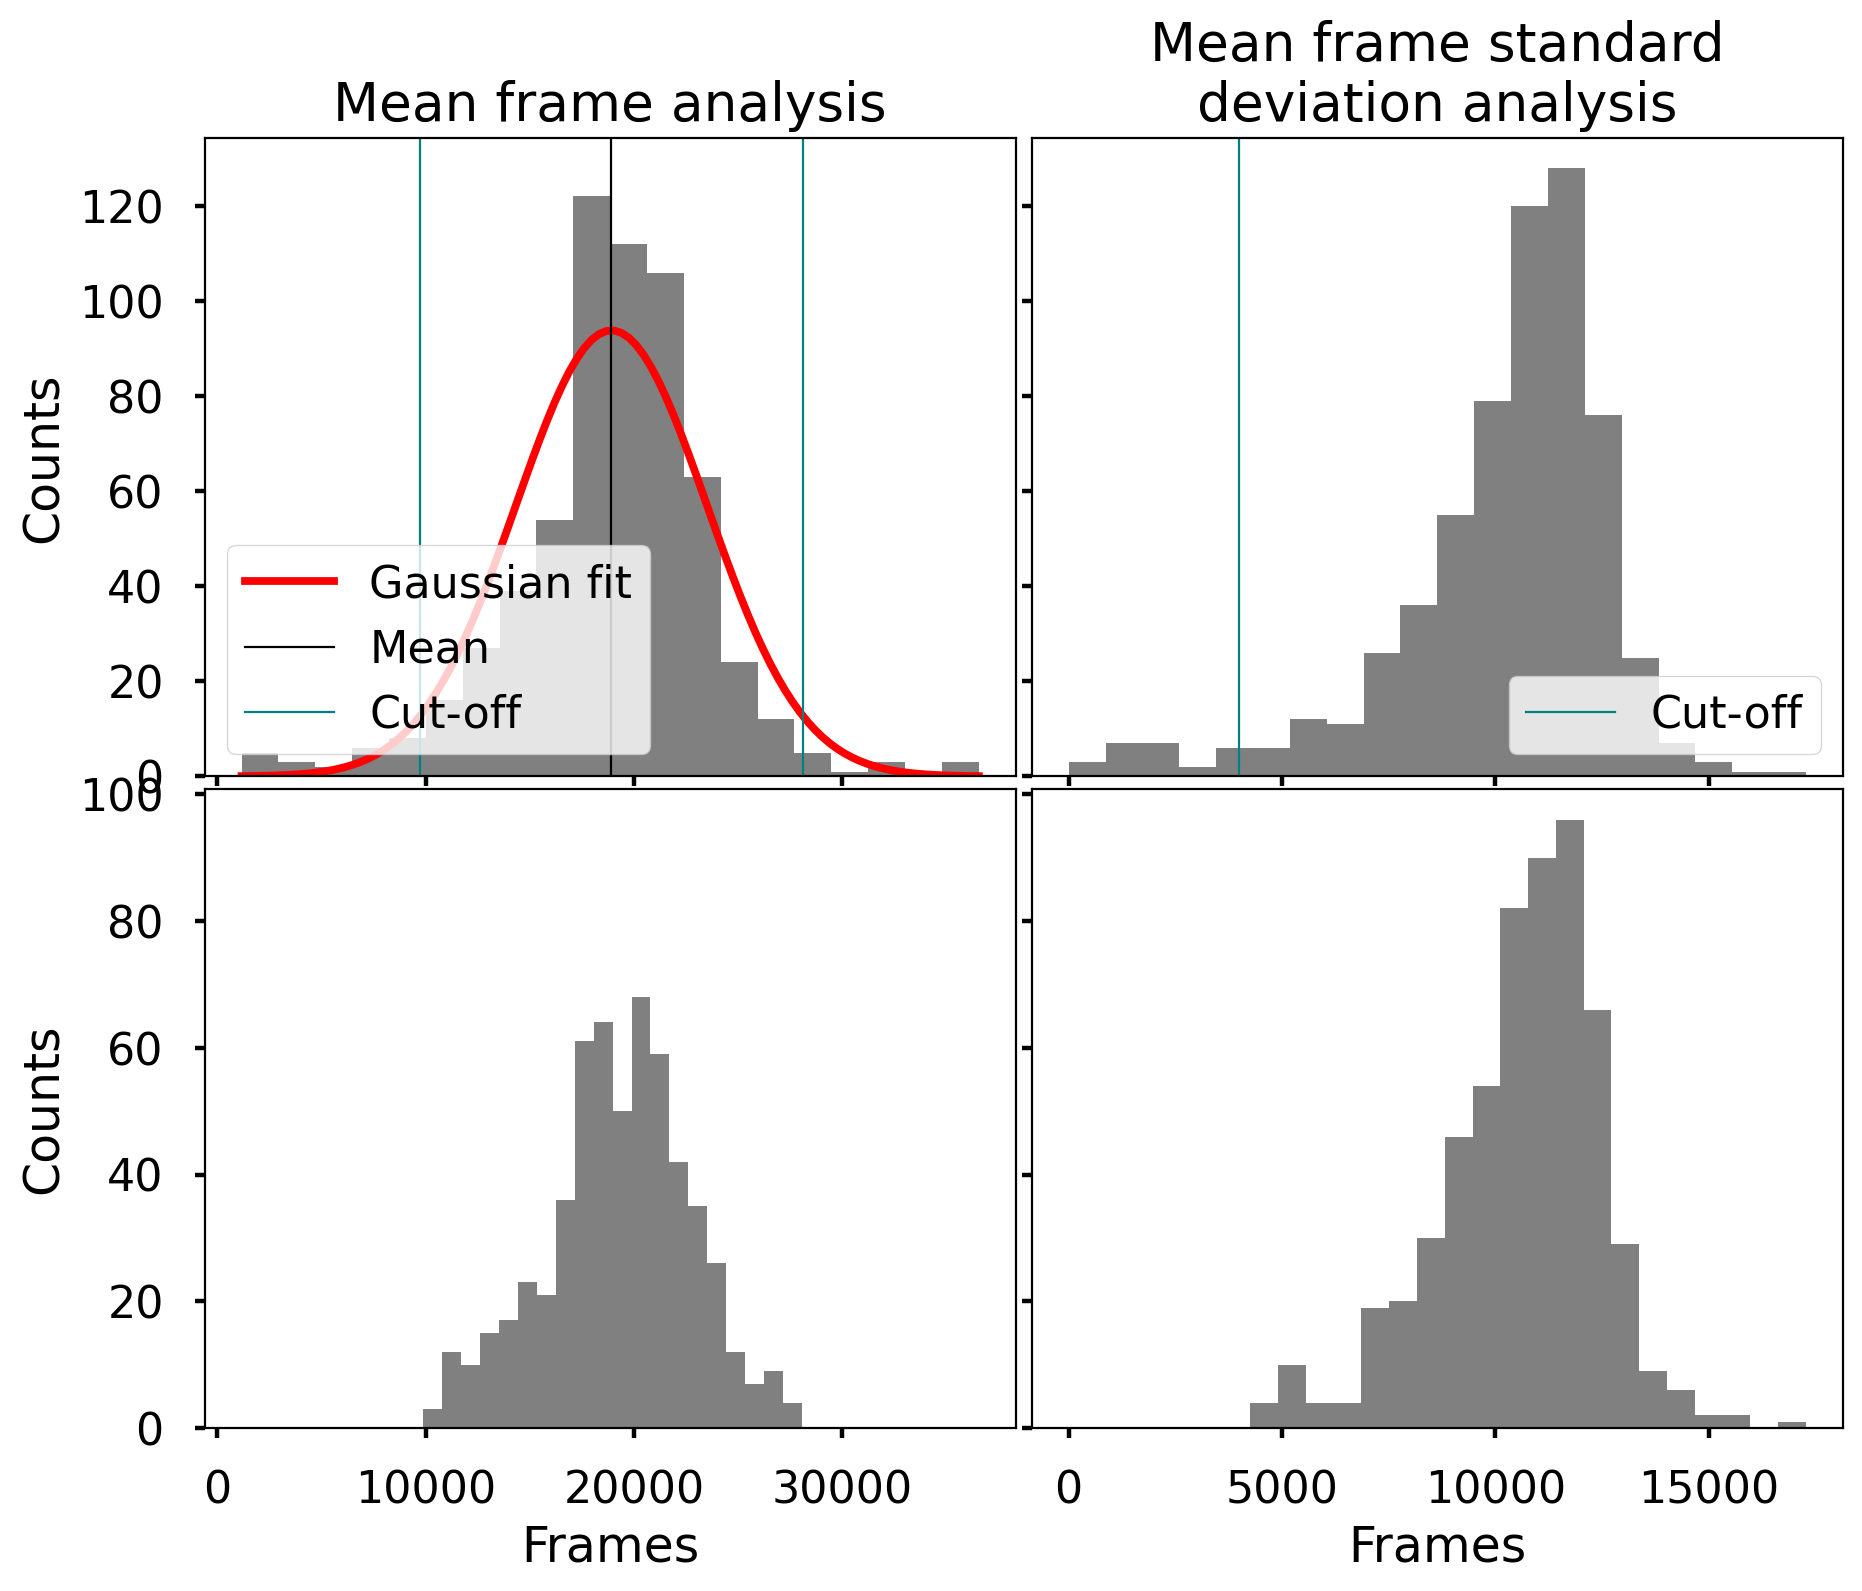 Mean frame analysis
Mean frame standard
deviation analysis
Counts
120
100
80
60
40
20
0
Gaussian fit
Mean
Cut-off
Cut-off
Counts
100
80
60
40
20
0
0 10000 20000 30000
0 5000 10000 15000
Frames
Frames